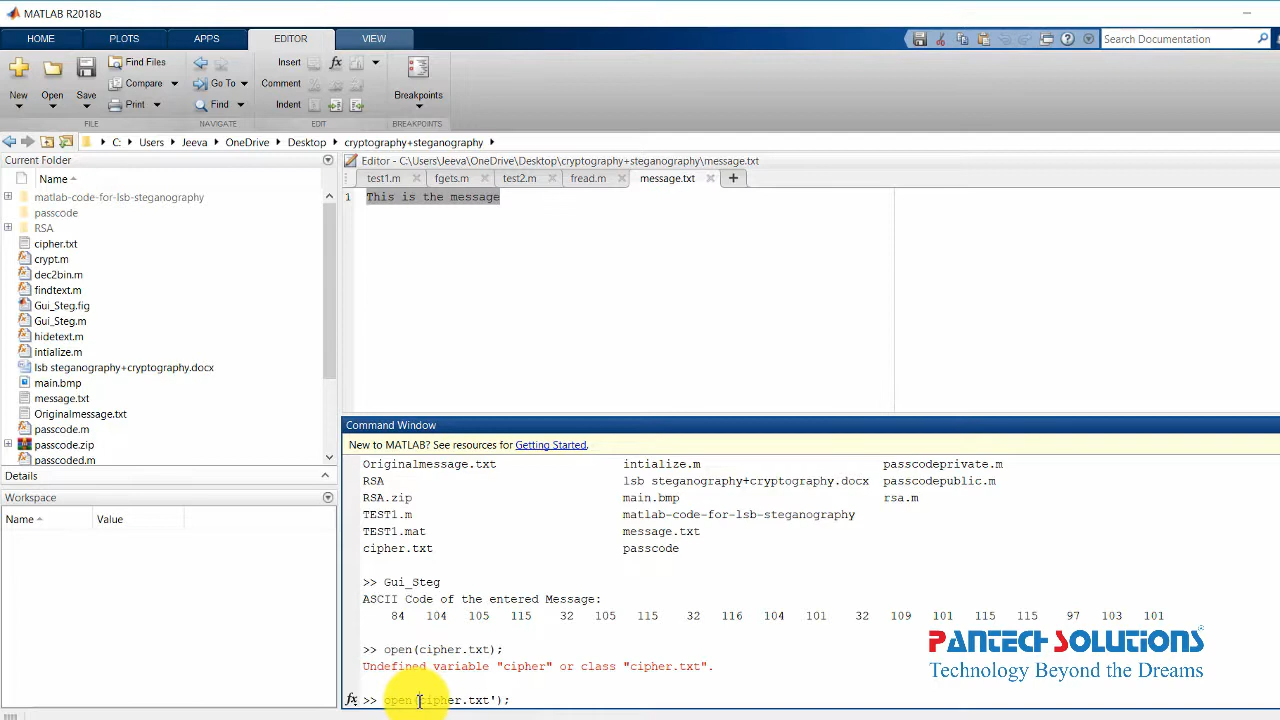 MATLAB R2018b
HOME PLOTS APPS EDITOR VIEW
Search Documentation
New Open Save Find Files Compare Print
Go To Find
Insert Comment Indent
Breakpoints
FILE NAVIGATE EDIT BREAKPOINTS
C: Users Jeeva OneDrive Desktop cryptography+steganography
Current Folder
Name
matlab-code-for-lsb-steganography
passcode
RSA
cipher.txt
crypt.m
dec2bin.m
findtext.m
Gui_Steg.fig
Gui_Steg.m
hidetext.m
intialize.m
lsb steganography+cryptography.docx
main.bmp
message.txt
Originalmessage.txt
passcode.m
passcode.zip
passcoded.m
Details
Workspace
Name Value
Editor - C:\Users\Jeeva\OneDrive\Desktop\cryptography+steganography\message.txt
test1.m fgets.m test2.m fread.m message.txt
1 This is the message
Command Window
New to MATLAB? See resources for Getting Started.
Originalmessage.txt intialize.m passcodeprivate.m
RSA lsb steganography+cryptography.docx passcodepublic.m
RSA.zip main.bmp rsa.m
TEST1.m matlab-code-for-lsb-steganography
TEST1.mat message.txt
cipher.txt passcode
>> Gui_Steg
ASCII Code of the entered Message:
84 104 105 115 32 105 115 32 116 104 101 32 109 101 115 115 97 103 101
>> open(cipher.txt);
Undefined variable "cipher" or class "cipher.txt".
fx >> open(cipher.txt');
PANTECH SOLUTIONS®
Technology Beyond the Dreams